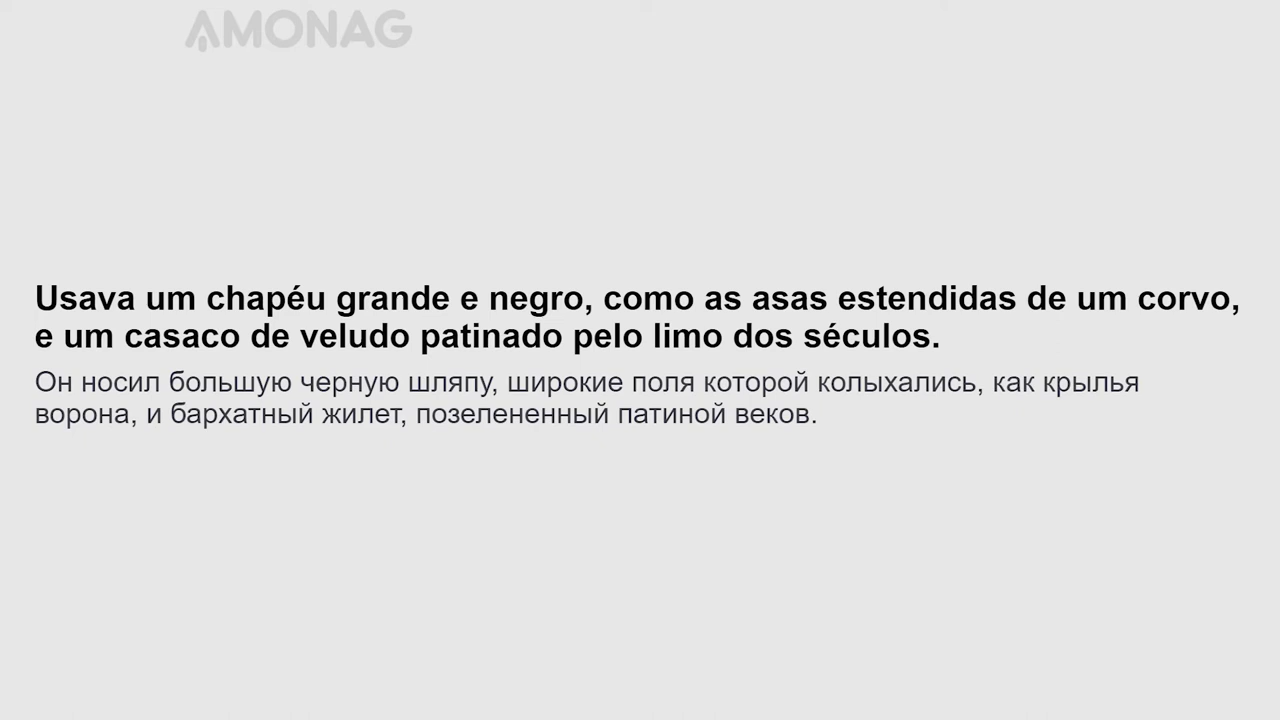 AMONAG
Usava um chapéu grande e negro, como as asas estendidas de um corvo,
e um casaco de veludo patinado pelo limo dos séculos.
Он носил большую черную шляпу, широкие поля которой колыхались, как крылья
ворона, и бархатный жилет, позелененный патиной веков.